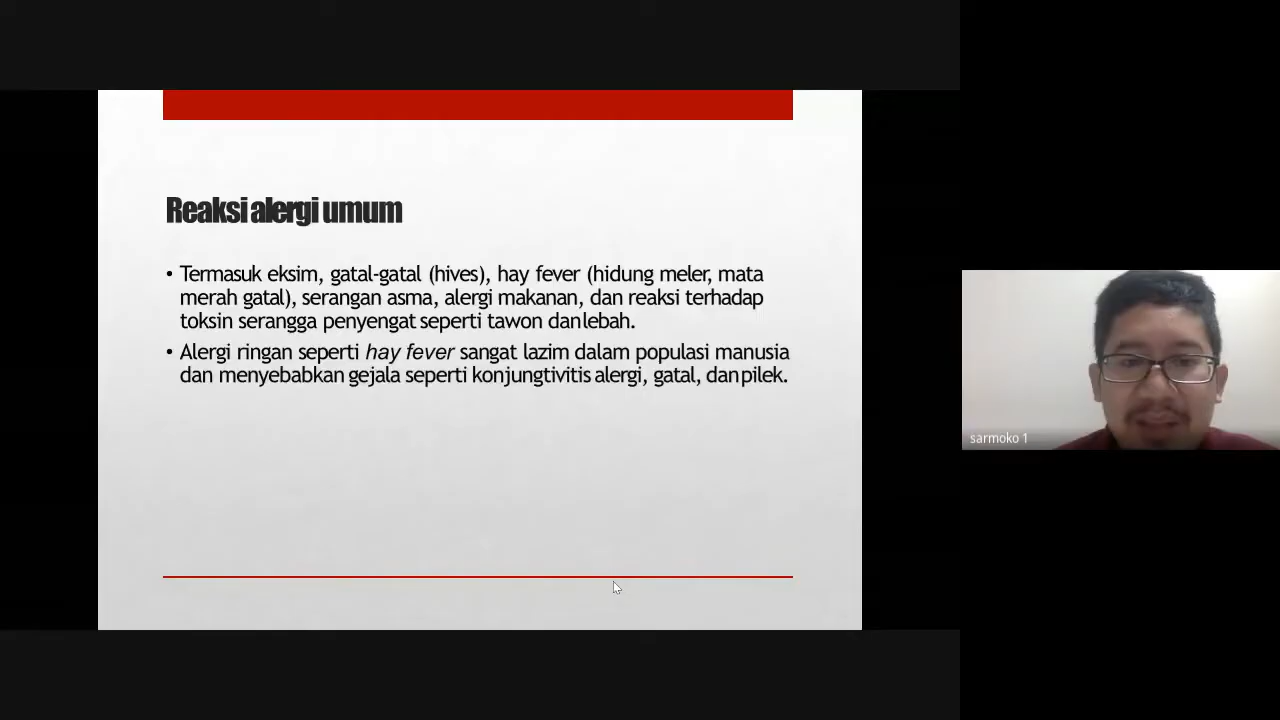 Reaksi alergi umum
• Termasuk eksim, gatal-gatal (hives), hay fever (hidung meler, mata
merah gatal), serangan asma, alergi makanan, dan reaksi terhadap
toksin serangga penyengat seperti tawon dan lebah.
• Alergi ringan seperti hay fever sangat lazim dalam populasi manusia
dan menyebabkan gejala seperti konjungtivitis alergi, gatal, dan pilek.
sarmoko 1